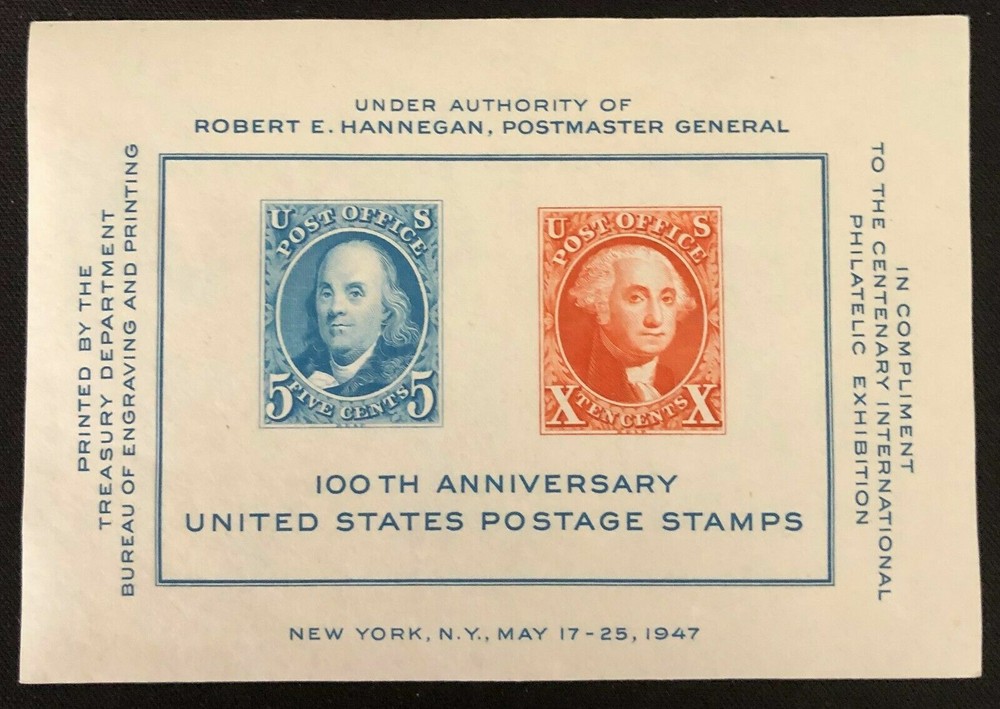 UNDER AUTHORITY OF
ROBERT E. HANNEGAN, POSTMASTER GENERAL
PRINTED BY THE
TREASURY DEPARTMENT
BUREAU OF ENGRAVING AND PRINTING
U S
POST OFFICE
5 5
FIVE CENTS
U S
POST OFFICE
X X
TEN CENTS
100TH ANNIVERSARY
UNITED STATES POSTAGE STAMPS
IN COMPLIMENT
TO THE CENTENARY INTERNATIONAL
PHILATELIC EXHIBITION
NEW YORK, N.Y., MAY 17-25, 1947